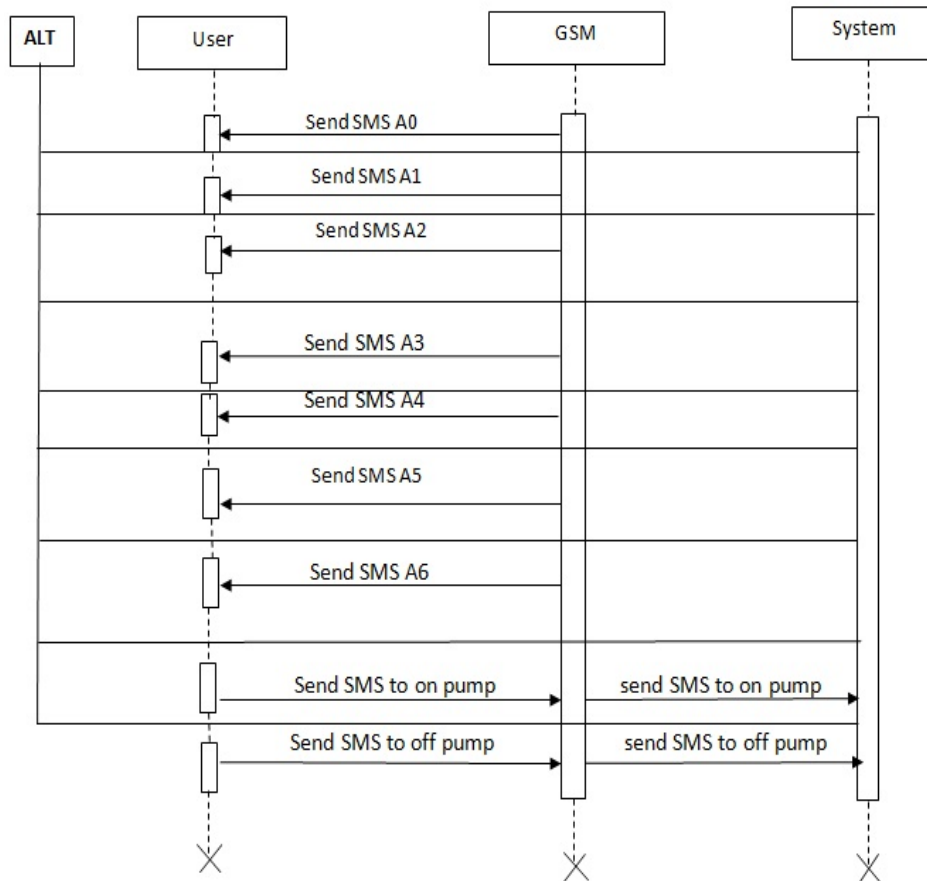 ALT
User
GSM
System
Send SMS A0
Send SMS A1
Send SMS A2
Send SMS A3
Send SMS A4
Send SMS A5
Send SMS A6
Send SMS to on pump
send SMS to on pump
Send SMS to off pump
send SMS to off pump